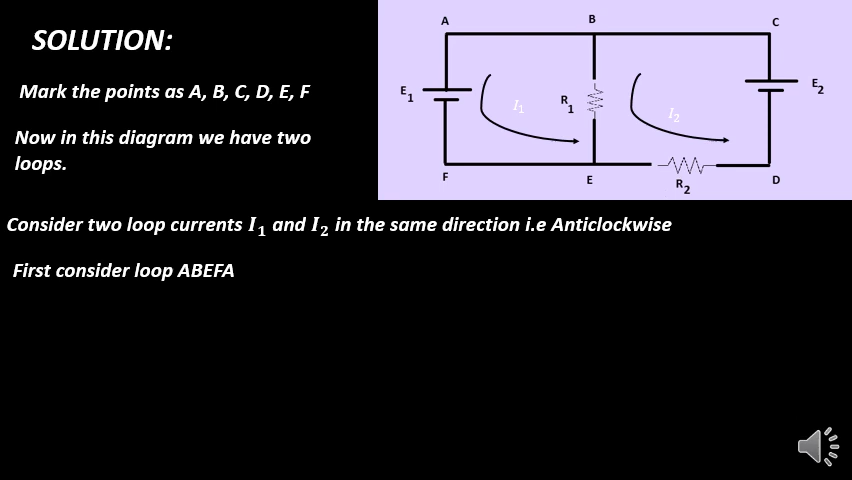 SOLUTION:
Mark the points as A, B, C, D, E, F
Now in this diagram we have two
loops.
A
B
C
E1
R1
E2
I1
I2
F
E
R2
D
Consider two loop currents I1 and I2 in the same direction i.e Anticlockwise
First consider loop ABEFA